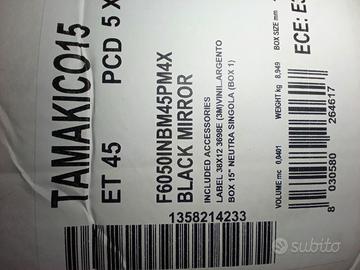 TAMAKICO15
ET 45 PCD 5 X
F6050INBM45PM4X
BLACK MIRROR
INCLUDED ACCESSORIES
LABEL 38X12 3698E (3M)VINIL.ARGENTO
BOX 15" NEUTRA SINGOLA (BOX 1)
1358214233
VOLUME mc 0,0401
WEIGHT kg 8,949
BOX SIZE mm
ECE:
8 030580 264617
subito